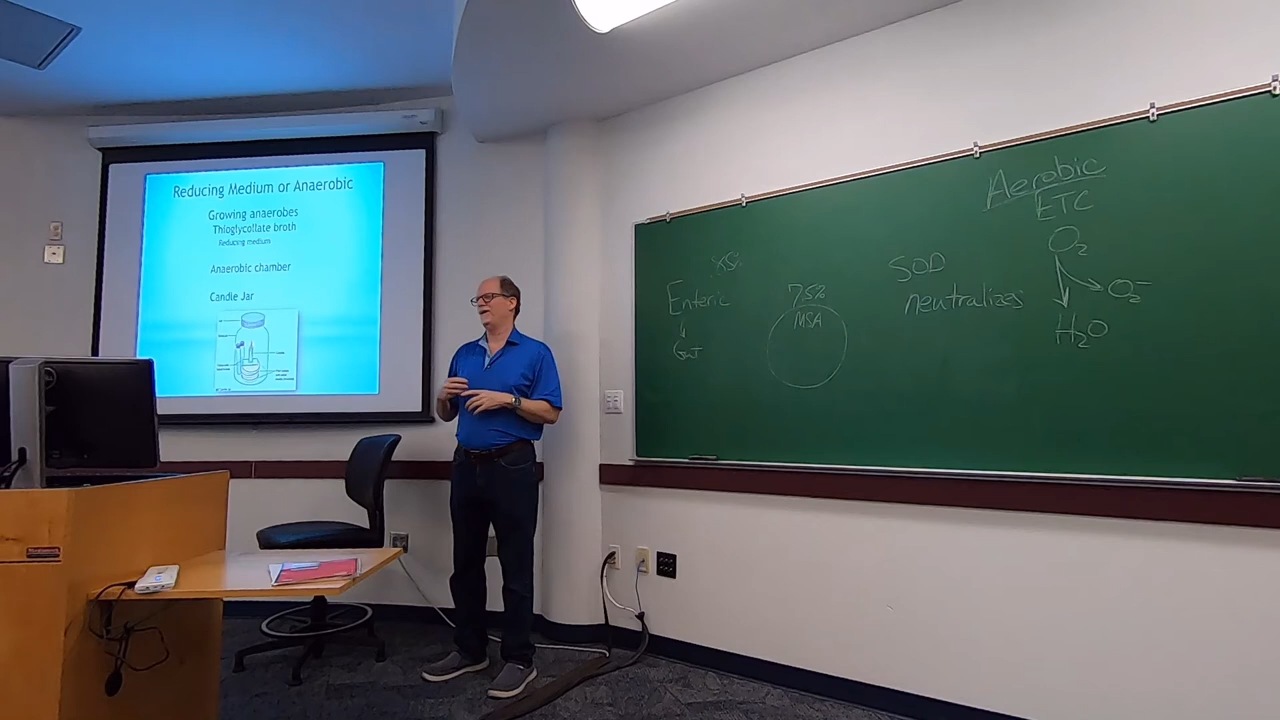 Reducing Medium or Anaerobic
Growing anaerobes
Thioglycollate broth
Reducing medium
Anaerobic chamber
Candle Jar
Enteric
Gut
7.5%
MSA
SOD
neutralizes
Aerobic
ETC
O₂
O₂⁻
H₂O